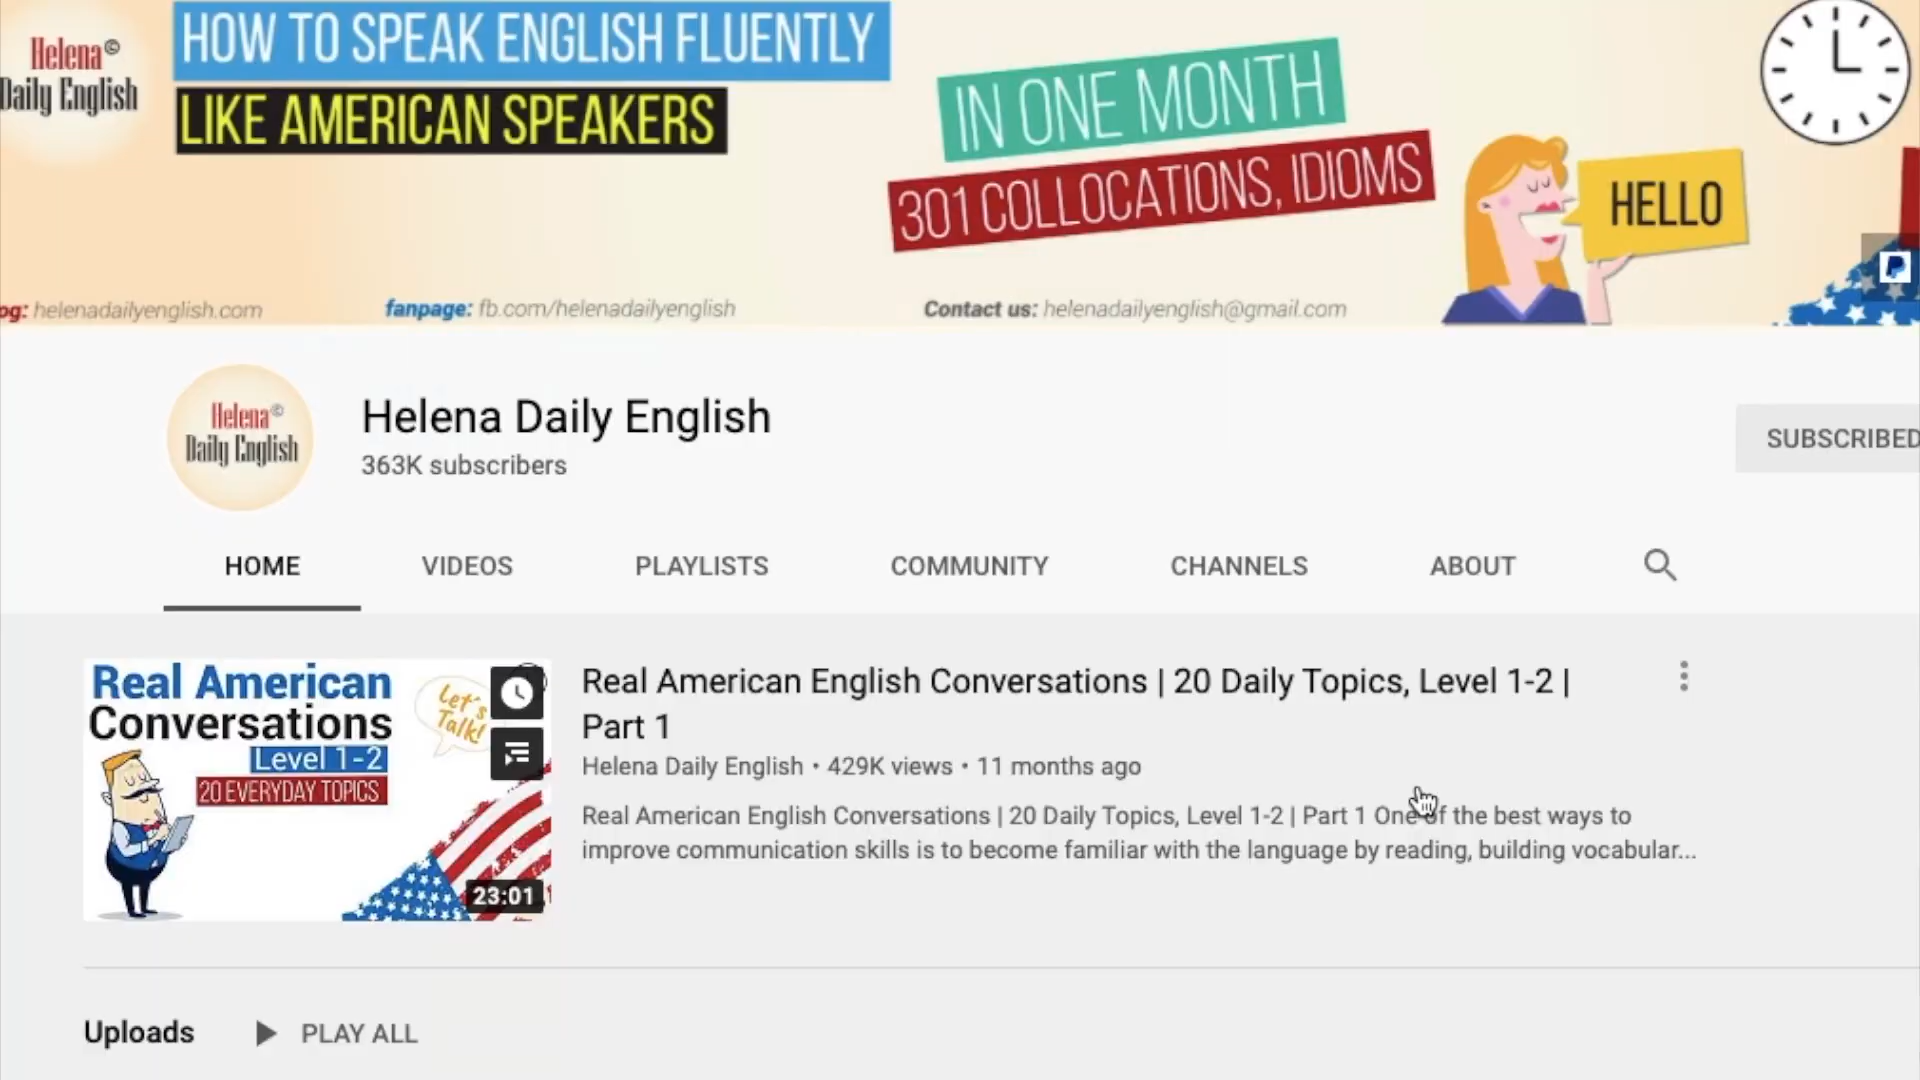 Helena©
Daily English
HOW TO SPEAK ENGLISH FLUENTLY
LIKE AMERICAN SPEAKERS
IN ONE MONTH
301 COLLOCATIONS, IDIOMS
HELLO
og: helenadailyenglish.com
fanpage: fb.com/helenadailyenglish
Contact us: helenadailyenglish@gmail.com
Helena©
Daily English
Helena Daily English
363K subscribers
SUBSCRIBED
HOME
VIDEOS
PLAYLISTS
COMMUNITY
CHANNELS
ABOUT
Real American
Conversations
Level 1-2
20 EVERYDAY TOPICS
Let's
Talk!
23:01
Real American English Conversations | 20 Daily Topics, Level 1-2 |
Part 1
Helena Daily English • 429K views • 11 months ago
Real American English Conversations | 20 Daily Topics, Level 1-2 | Part 1 One of the best ways to
improve communication skills is to become familiar with the language by reading, building vocabular...
Uploads
PLAY ALL